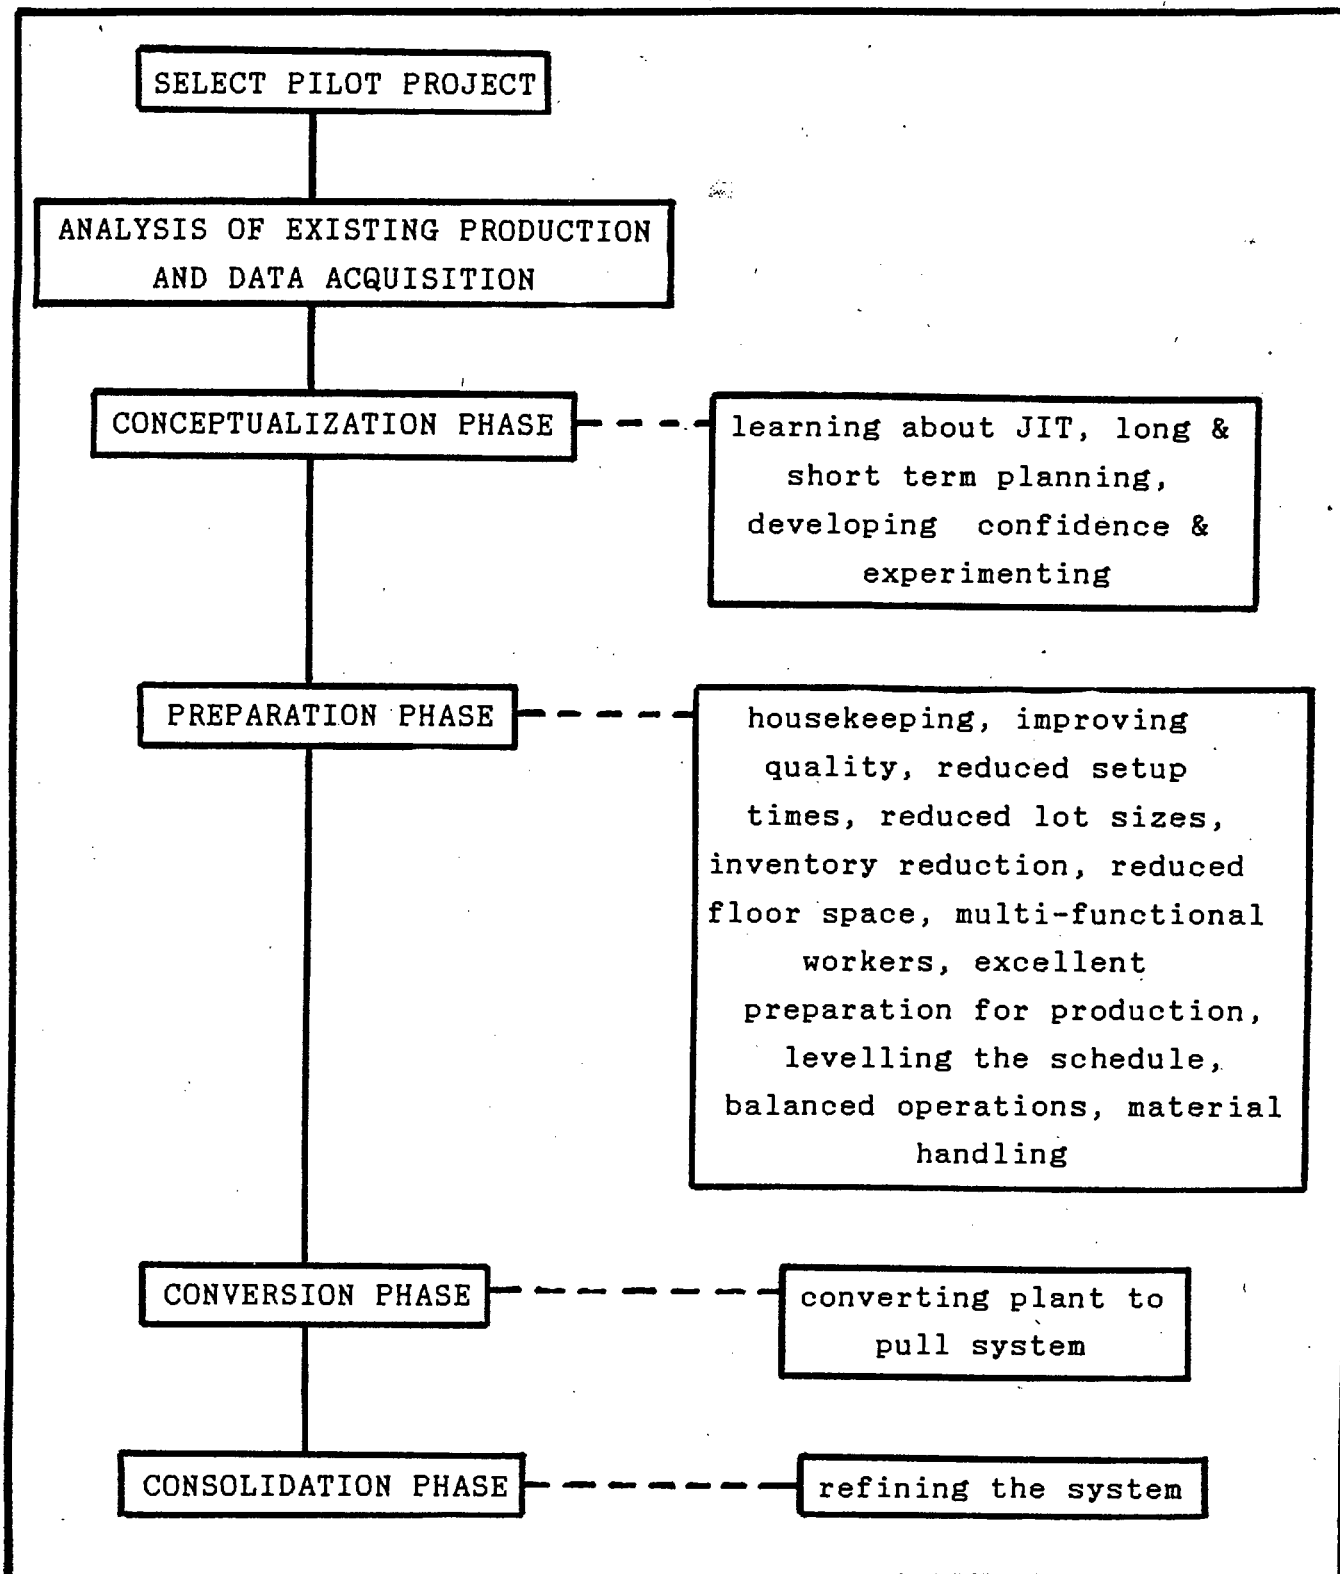 SELECT PILOT PROJECT
ANALYSIS OF EXISTING PRODUCTION
AND DATA ACQUISITION
CONCEPTUALIZATION PHASE
learning about JIT, long &
short term planning,
developing confidence &
experimenting
PREPARATION PHASE
housekeeping, improving
quality, reduced setup
times, reduced lot sizes,
inventory reduction, reduced
floor space, multi-functional
workers, excellent
preparation for production,
levelling the schedule,
balanced operations, material
handling
CONVERSION PHASE
converting plant to
pull system
CONSOLIDATION PHASE
refining the system